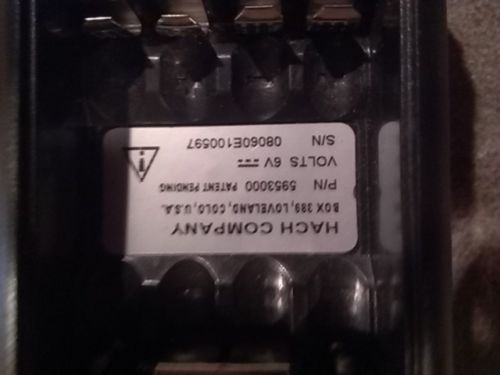 HACH COMPANY
BOX 389, LOVELAND, COLO, U.S.A.
P/N 5953000 PATENT PENDING
VOLTS 6V
S/N 08060E100597